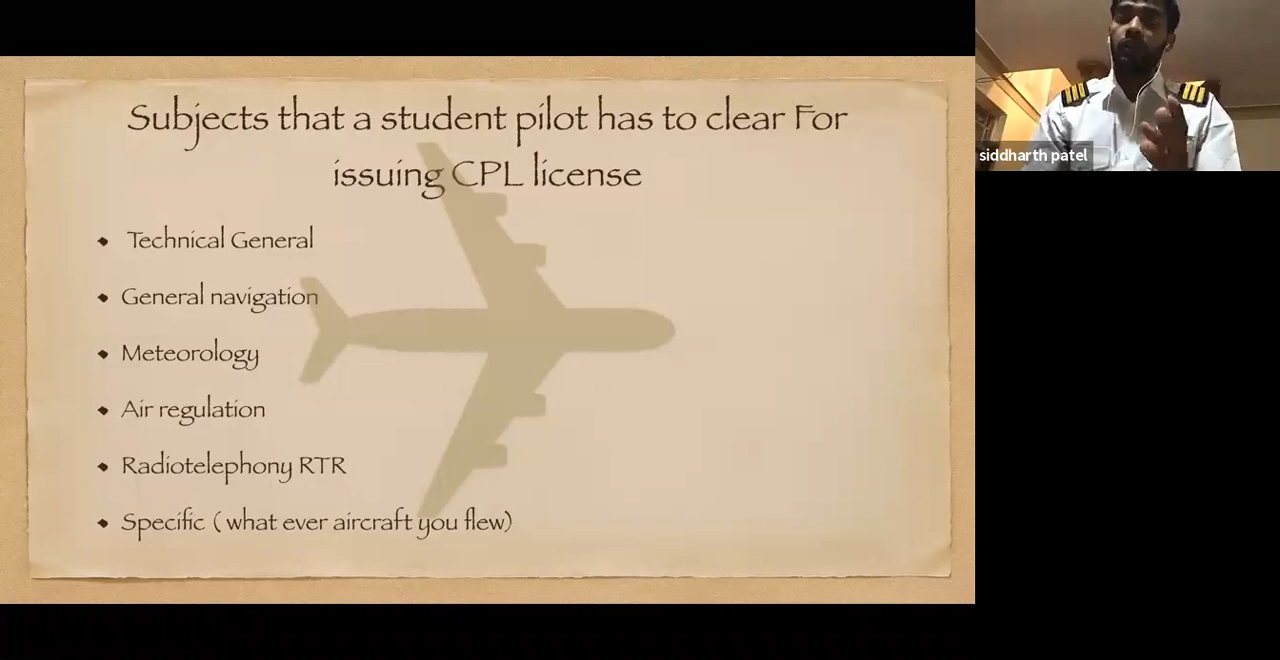 Subjects that a student pilot has to clear For
issuing CPL license
Technical General
General navigation
Meteorology
Air regulation
Radiotelephony RTR
Specific ( what ever aircraft you flew)
siddharth patel